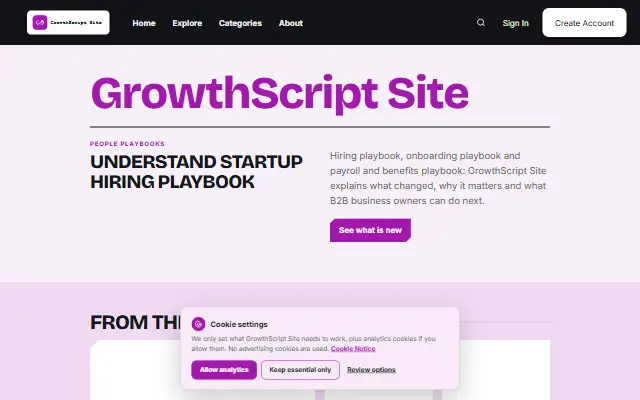 GrowthScript Site
Home
Explore
Categories
About
Sign In
Create Account
GrowthScript Site
PEOPLE PLAYBOOKS
UNDERSTAND STARTUP
HIRING PLAYBOOK
Hiring playbook, onboarding playbook and
payroll and benefits playbook: GrowthScript Site
explains what changed, why it matters and what
B2B business owners can do next.
See what is new
FROM THE
Cookie settings
We only set what GrowthScript Site needs to work, plus analytics cookies if you
allow them. No advertising cookies are used. Cookie Notice
Allow analytics
Keep essential only
Review options